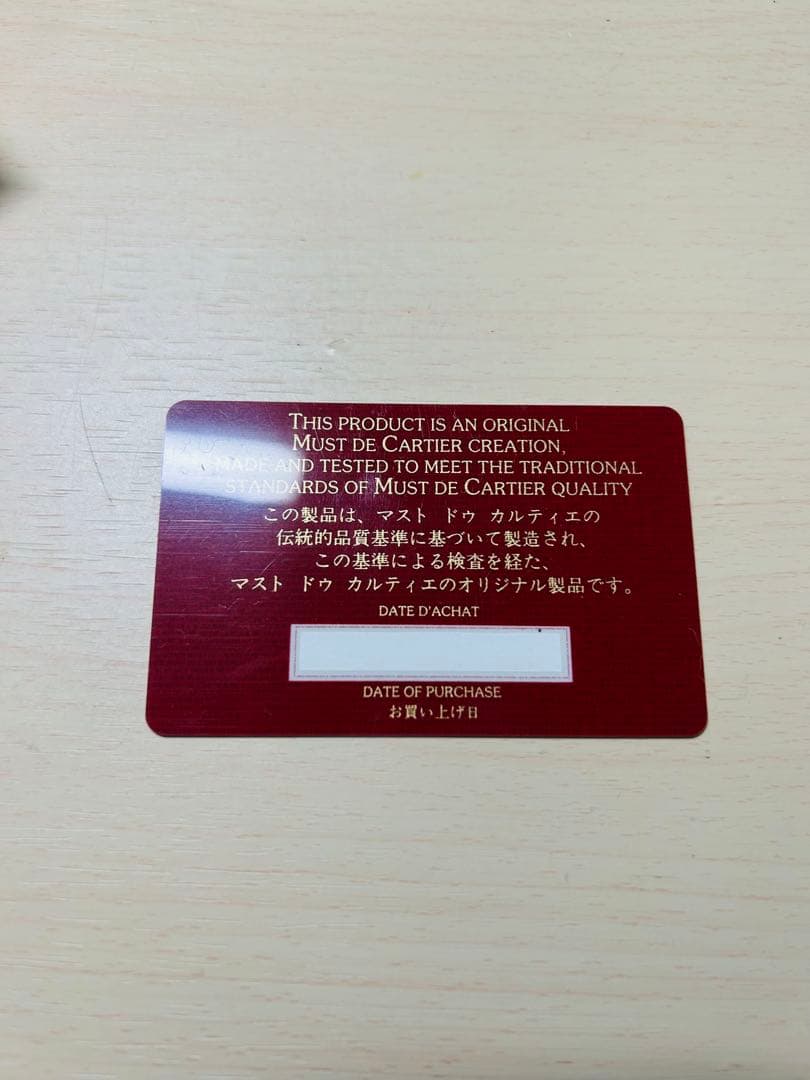 THIS PRODUCT IS AN ORIGINAL
MUST DE CARTIER CREATION,
MADE AND TESTED TO MEET THE TRADITIONAL
STANDARDS OF MUST DE CARTIER QUALITY
この製品は、マスト ドゥ カルティエの
伝統的品質基準に基づいて製造され、
この基準による検査を経た、
マスト ドゥ カルティエのオリジナル製品です。
DATE D'ACHAT
DATE OF PURCHASE
お買い上げ日